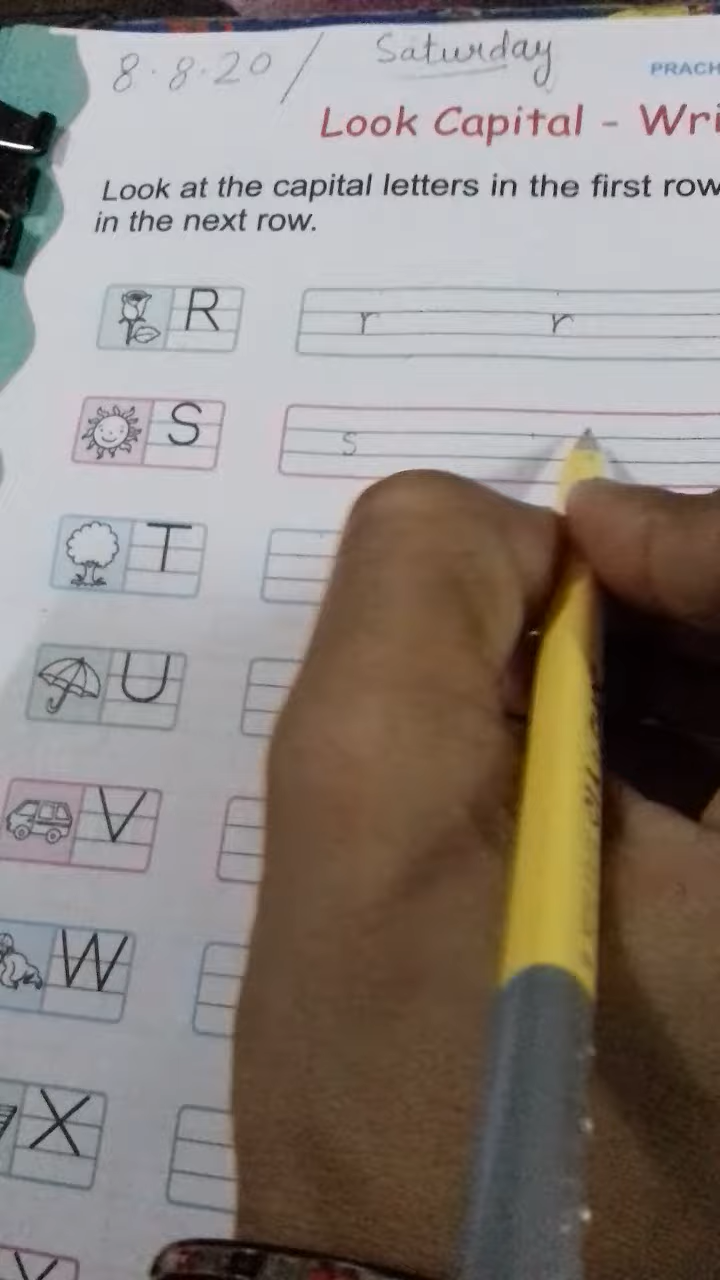 8.8.20/ Saturday
PRACH
Look Capital - Wri
Look at the capital letters in the first row
in the next row.
R r r
S s
T
U
V
W
X